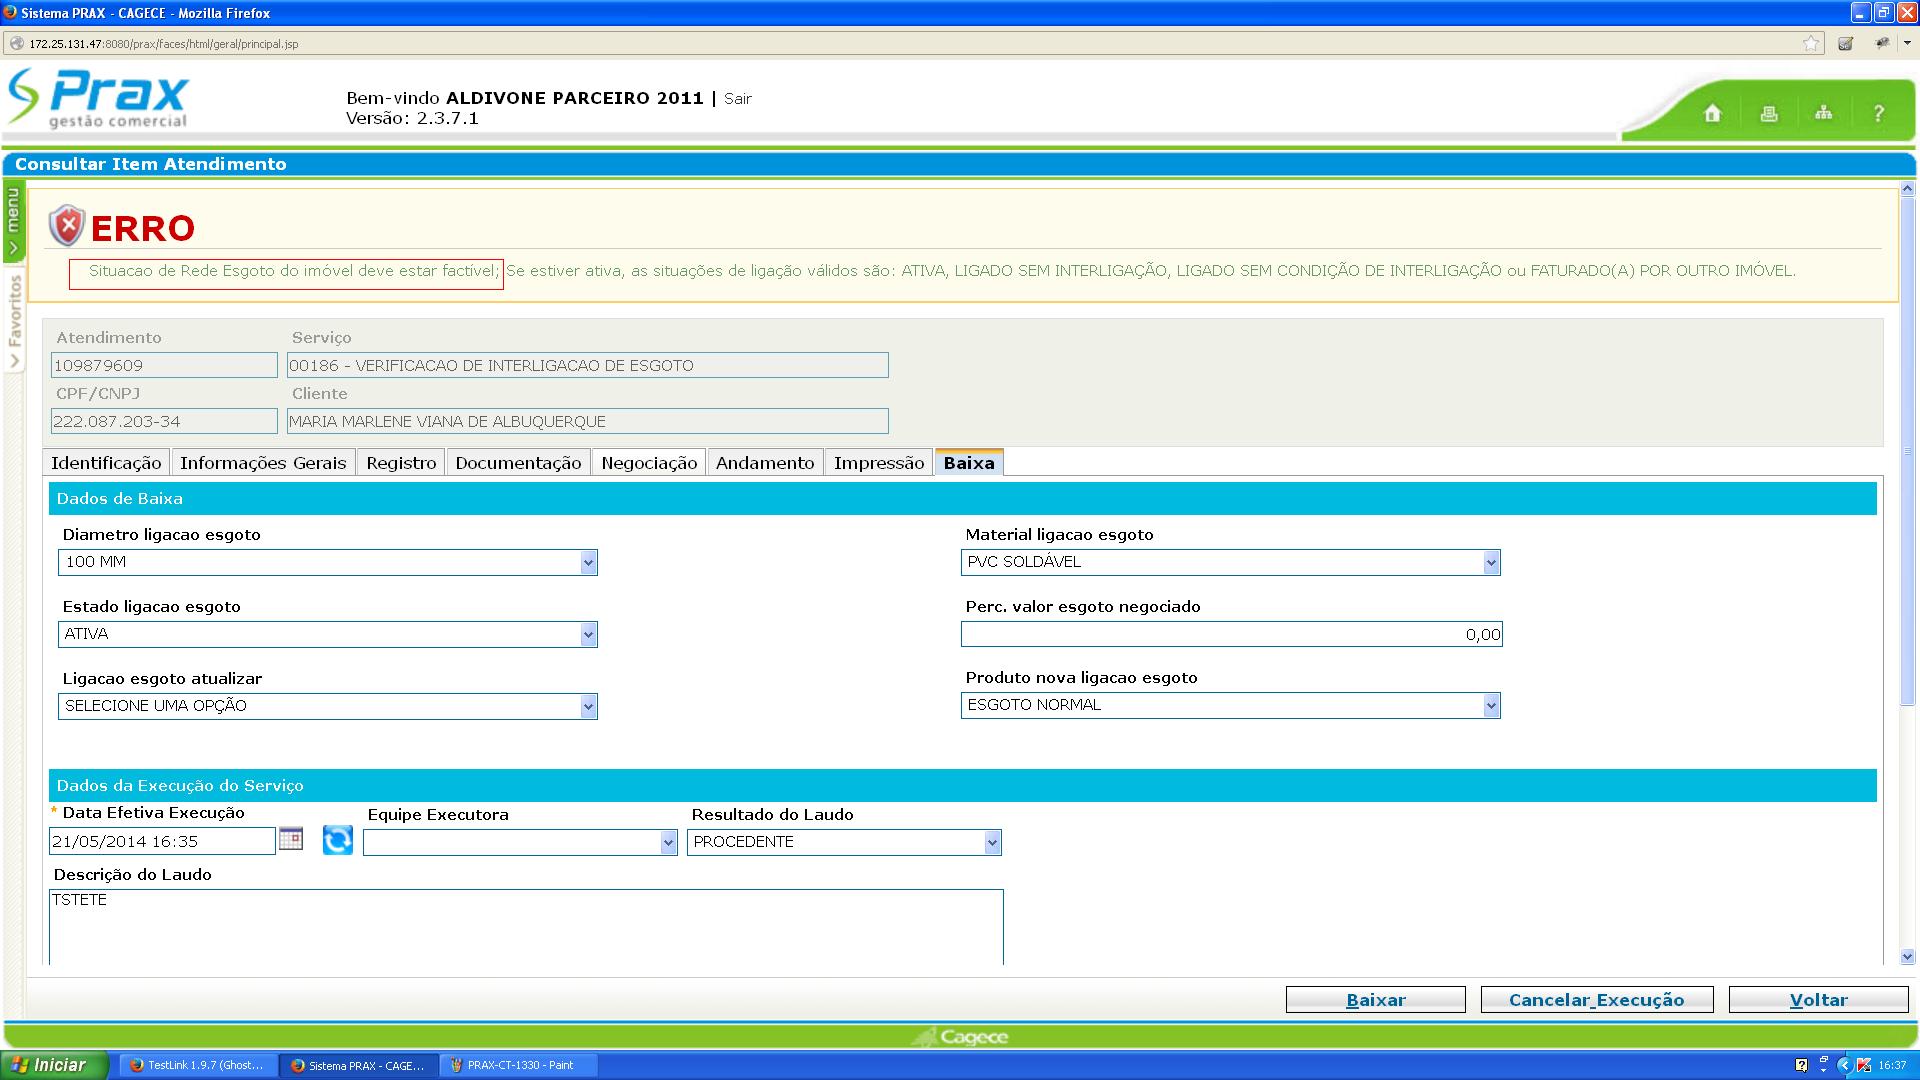 Sistema PRAX - CAGECE - Mozilla Firefox
172.25.131.47:8080/prax/faces/html/geral/principal.jsp
Prax
gestão comercial
Bem-vindo ALDIVONE PARCEIRO 2011 | Sair
Versão: 2.3.7.1
?
Consultar Item Atendimento
menu
Favoritos
ERRO
Situacao de Rede Esgoto do imóvel deve estar factível; Se estiver ativa, as situações de ligação válidos são: ATIVA, LIGADO SEM INTERLIGAÇÃO, LIGADO SEM CONDIÇÃO DE INTERLIGAÇÃO ou FATURADO(A) POR OUTRO IMÓVEL.
Atendimento Serviço
109879609 00186 - VERIFICACAO DE INTERLIGACAO DE ESGOTO
CPF/CNPJ Cliente
222.087.203-34 MARIA MARLENE VIANA DE ALBUQUERQUE
Identificação Informações Gerais Registro Documentação Negociação Andamento Impressão Baixa
Dados de Baixa
Diametro ligacao esgoto Material ligacao esgoto
100 MM PVC SOLDÁVEL
Estado ligacao esgoto Perc. valor esgoto negociado
ATIVA 0,00
Ligacao esgoto atualizar Produto nova ligacao esgoto
SELECIONE UMA OPÇÃO ESGOTO NORMAL
Dados da Execução do Serviço
* Data Efetiva Execução Equipe Executora Resultado do Laudo
21/05/2014 16:35 PROCEDENTE
Descrição do Laudo
TSTETE
Baixar Cancelar_Execução Voltar
Cagece
Iniciar TestLink 1.9.7 (Ghost... Sistema PRAX - CAGE... PRAX-CT-1330 - Paint 16:37